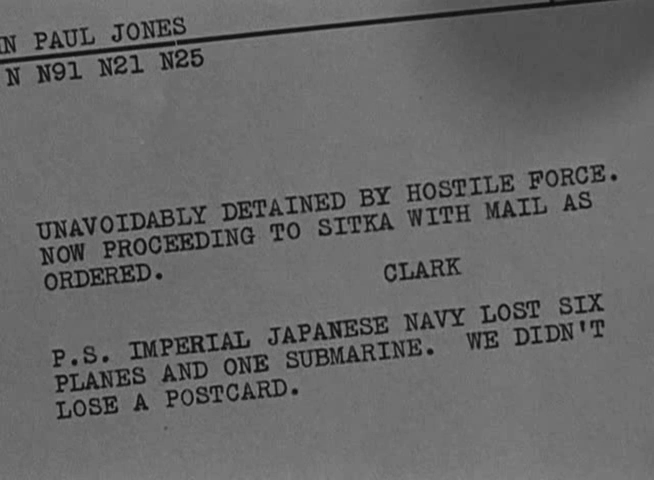 N PAUL JONES
N N91 N21 N25
UNAVOIDABLY DETAINED BY HOSTILE FORCE.
NOW PROCEEDING TO SITKA WITH MAIL AS
ORDERED.
CLARK
P.S. IMPERIAL JAPANESE NAVY LOST SIX
PLANES AND ONE SUBMARINE. WE DIDN'T
LOSE A POSTCARD.